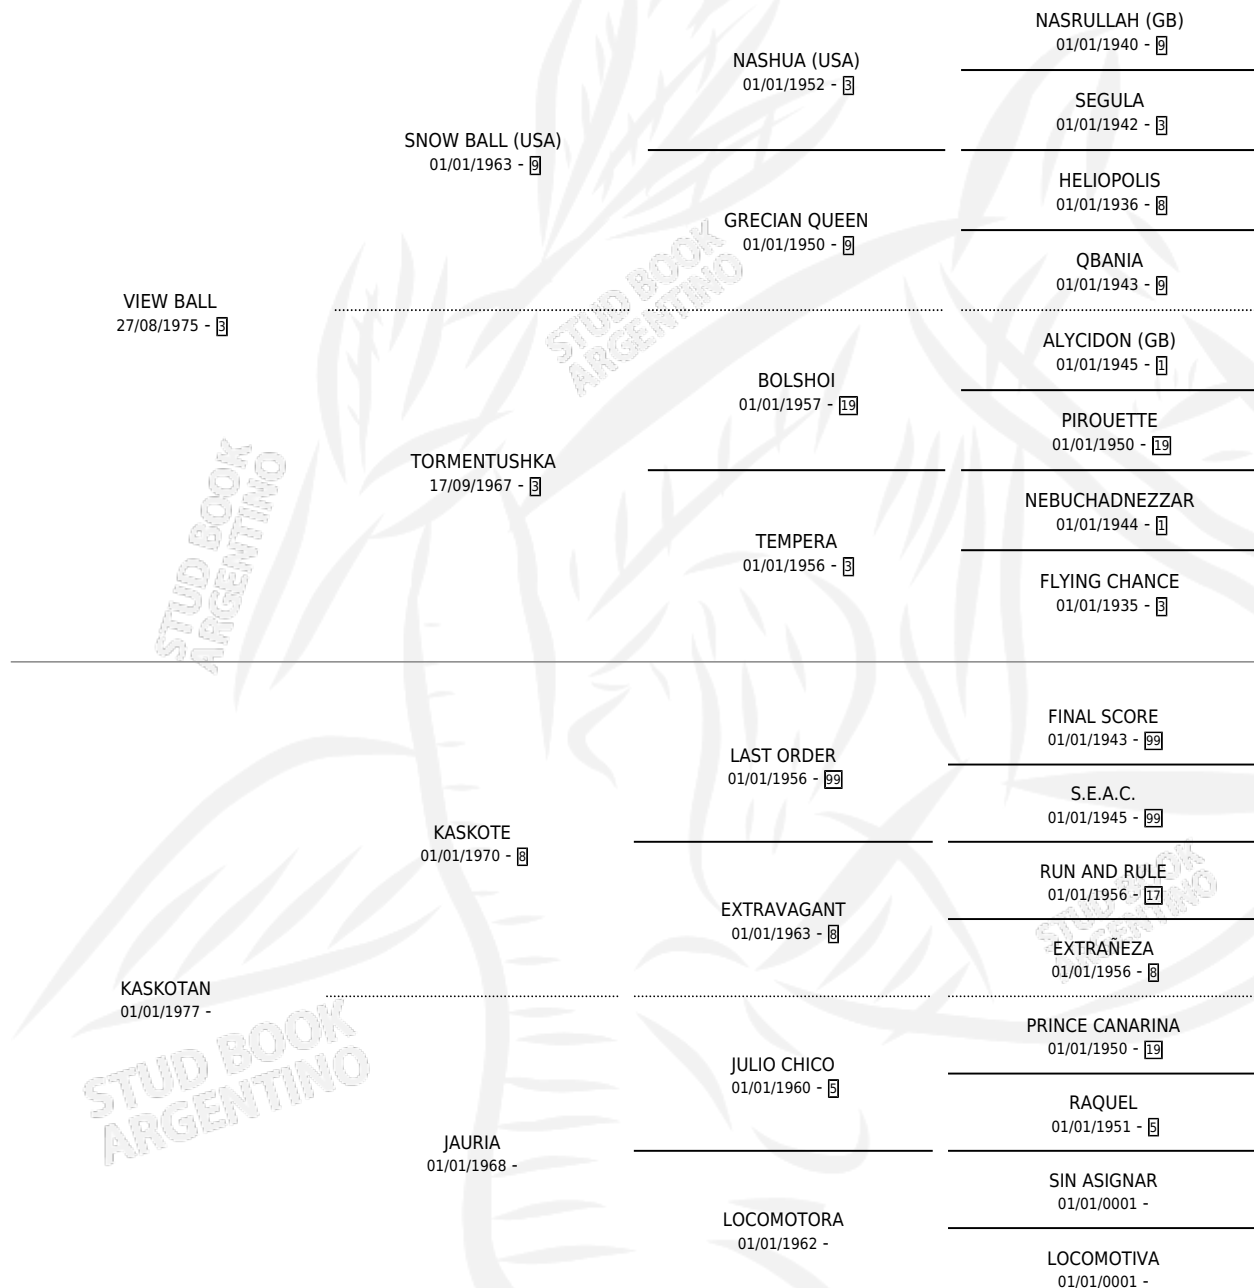 NASRULLAH (GB)
01/01/1940 - 9
NASHUA (USA)
01/01/1952 - 3
SEGULA
01/01/1942 - 3
SNOW BALL (USA)
01/01/1963 - 9
HELIOPOLIS
01/01/1936 - 8
GRECIAN QUEEN
01/01/1950 - 9
QBANIA
01/01/1943 - 9
VIEW BALL
27/08/1975 - 3
ALYCIDON (GB)
01/01/1945 - 1
BOLSHOI
01/01/1957 - 19
PIROUETTE
01/01/1950 - 19
TORMENTUSHKA
17/09/1967 - 3
NEBUCHADNEZZAR
01/01/1944 - 1
TEMPERA
01/01/1956 - 3
FLYING CHANCE
01/01/1935 - 3
FINAL SCORE
01/01/1943 - 99
LAST ORDER
01/01/1956 - 99
S.E.A.C.
01/01/1945 - 99
KASKOTE
01/01/1970 - 8
RUN AND RULE
01/01/1956 - 17
EXTRAVAGANT
01/01/1963 - 8
EXTRAÑEZA
01/01/1956 - 8
KASKOTAN
01/01/1977 -
PRINCE CANARINA
01/01/1950 - 19
JULIO CHICO
01/01/1960 - 5
RAQUEL
01/01/1951 - 5
JAURIA
01/01/1968 -
SIN ASIGNAR
01/01/0001 -
LOCOMOTORA
01/01/1962 -
LOCOMOTIVA
01/01/0001 -
STUD BOOK
ARGENTINO
STUD BOOK
ARGENTINO
STUD BOOK
ARGENTINO
STUD BOOK
ARGENTINO